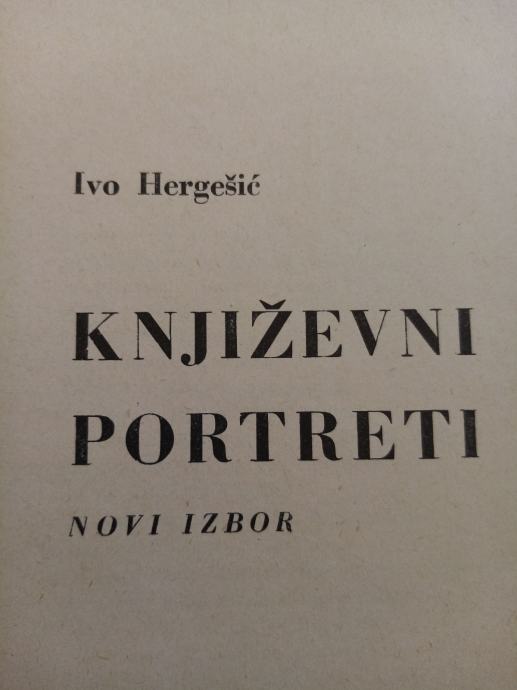 Ivo Hergešić
KNJIŽEVNI
PORTRETI
NOVI IZBOR